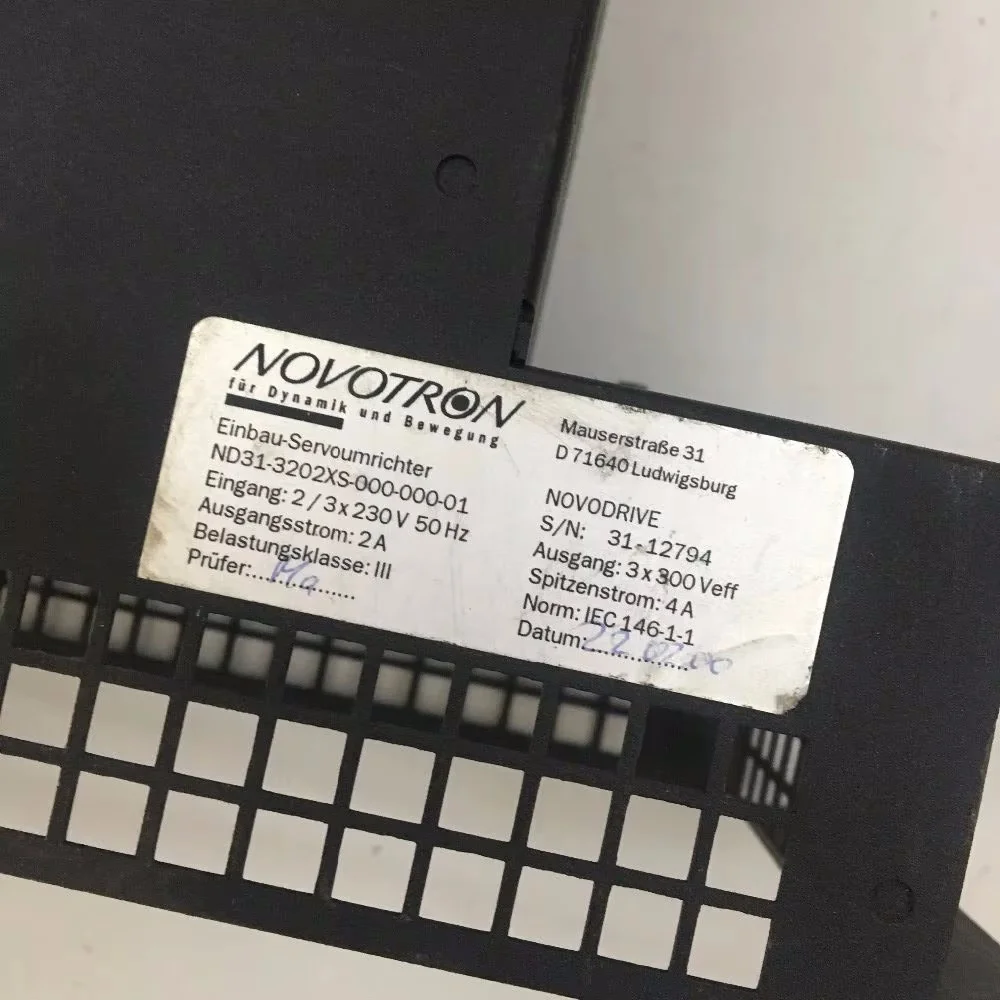 NOVOTRON
für Dynamik und Bewegung
Einbau-Servoumrichter
ND31-3202XS-000-000-01
Eingang: 2 / 3 x 230 V 50 Hz
Ausgangsstrom: 2 A
Belastungsklasse: III
Prüfer:
Mauserstraße 31
D 71640 Ludwigsburg
NOVODRIVE
S/N: 31-12794
Ausgang: 3 x 300 Veff
Spitzenstrom: 4 A
Norm: IEC 146-1-1
Datum: